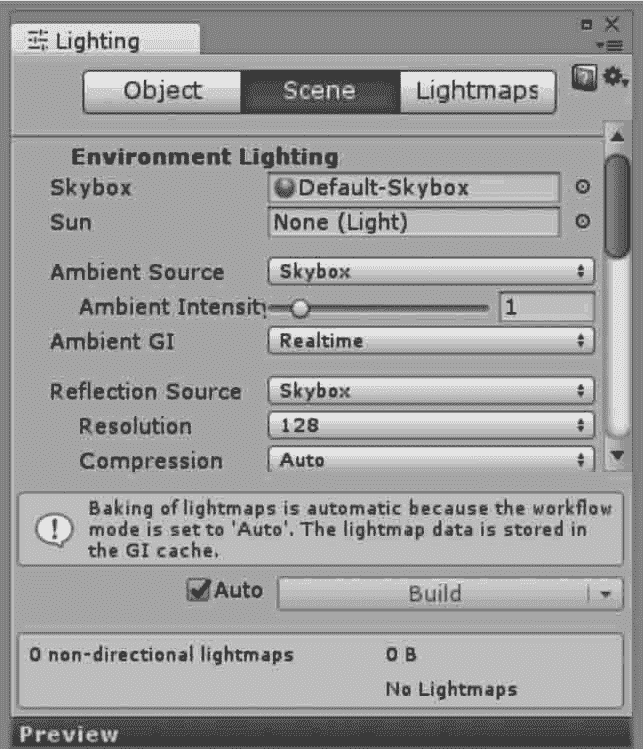 Lighting
Object Scene Lightmaps
Environment Lighting
Skybox Default-Skybox
Sun None (Light)
Ambient Source Skybox
Ambient Intensity 1
Ambient GI Realtime
Reflection Source Skybox
Resolution 128
Compression Auto
Baking of lightmaps is automatic because the workflow
mode is set to 'Auto'. The lightmap data is stored in
the GI cache.
Auto Build
0 non-directional lightmaps 0 B
No Lightmaps
Preview